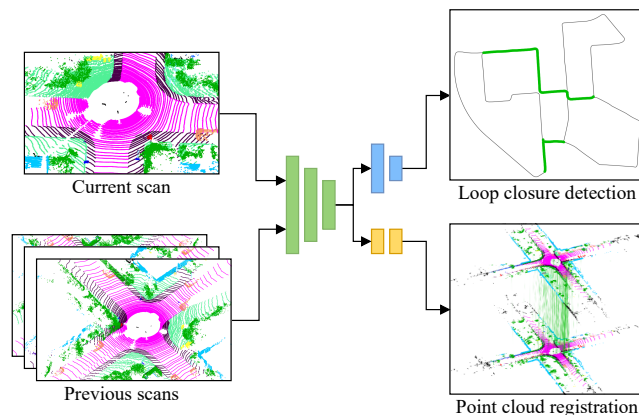 Current scan
Loop closure detection
Previous scans
Point cloud registration